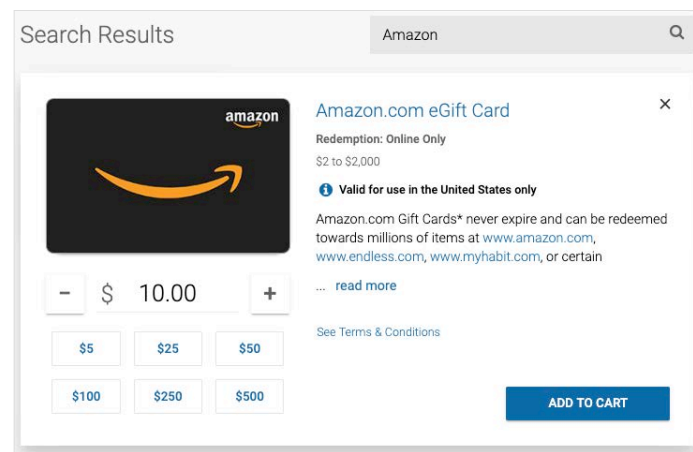 Search Results
Amazon
amazon
Amazon.com eGift Card
Redemption: Online Only
$2 to $2,000
Valid for use in the United States only
Amazon.com Gift Cards* never expire and can be redeemed
towards millions of items at www.amazon.com,
www.endless.com, www.myhabit.com, or certain
... read more
See Terms & Conditions
− $ 10.00 +
$5 $25 $50
$100 $250 $500
ADD TO CART